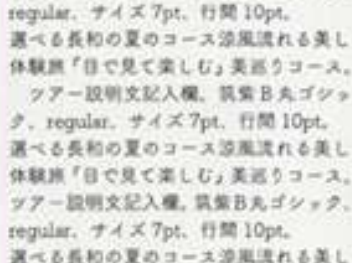 regular、サイズ7pt、行間10pt。
選べる長和の夏のコース涼風流れる美し
体験旅「目で見て楽しむ」美巡りコース。
ツアー説明文記入欄、筑紫B丸ゴシッ
ク、regular、サイズ7pt、行間10pt。
選べる長和の夏のコース涼風流れる美し
体験旅「目で見て楽しむ」美巡りコース。
ツアー説明文記入欄、筑紫B丸ゴシック、
regular、サイズ7pt、行間10pt。
選べる長和の夏のコース涼風流れる美し